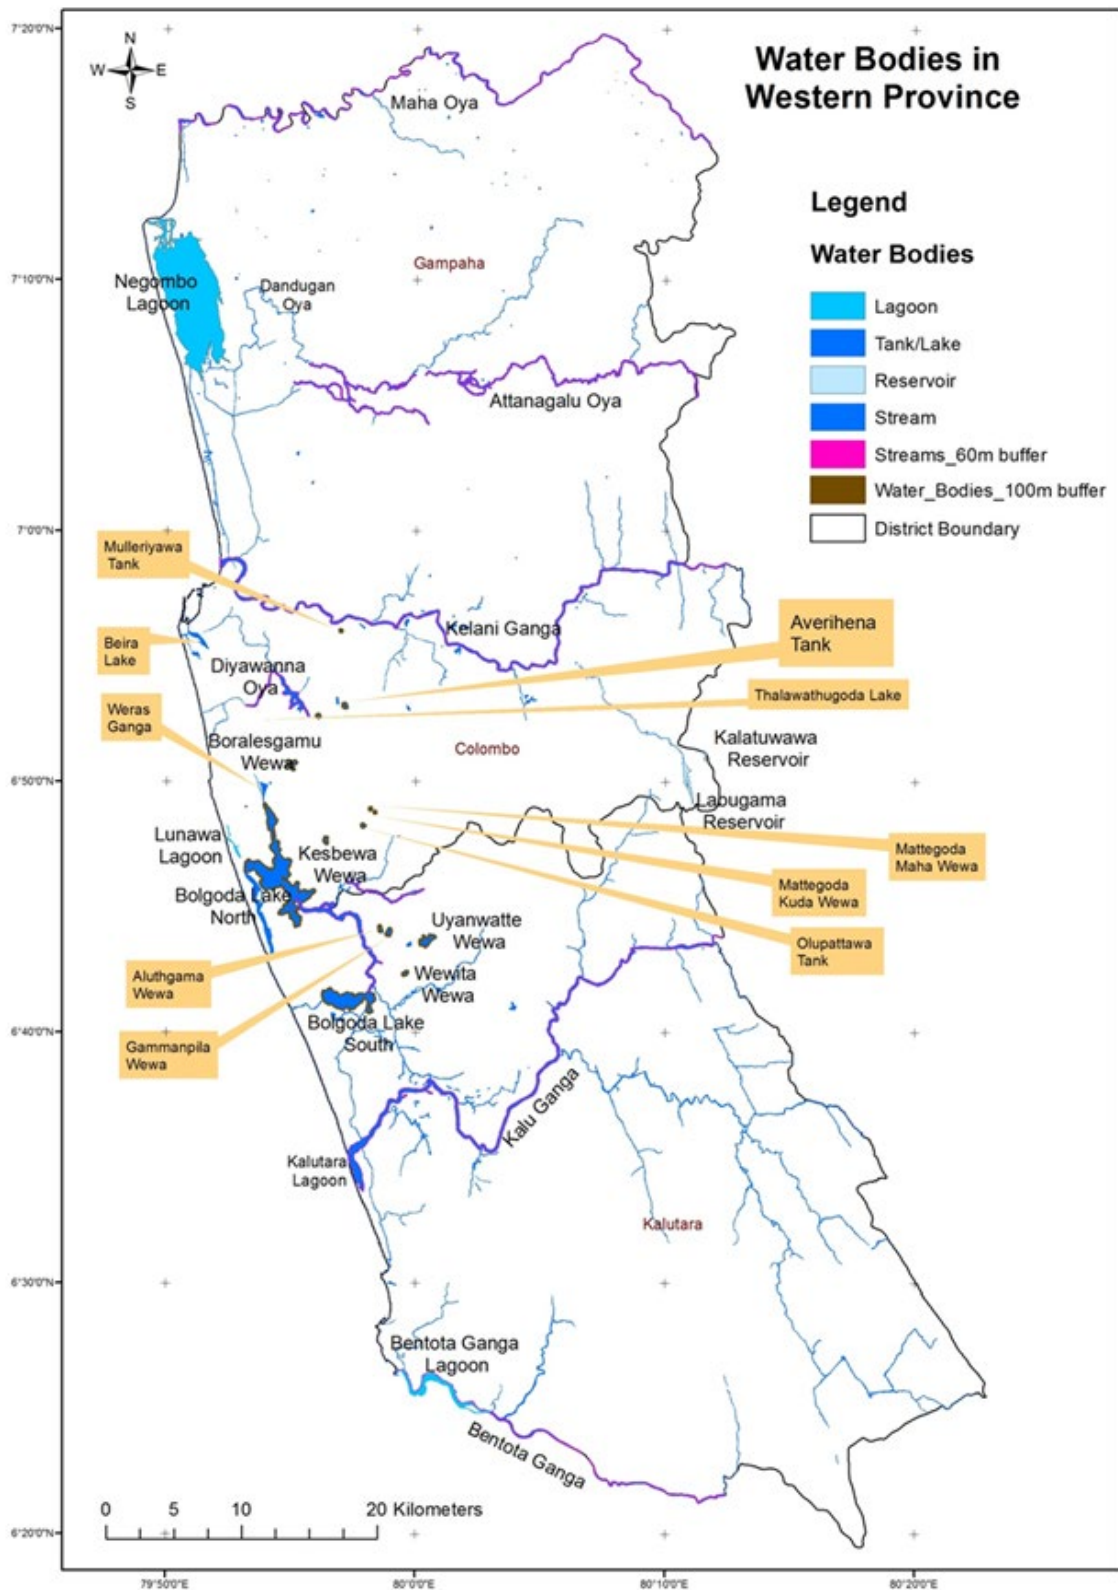 Water Bodies in
Western Province
N
W E
S
7°20'0"N
7°10'0"N
7°0'0"N
6°50'0"N
6°40'0"N
6°30'0"N
6°20'0"N
Legend
Water Bodies
Lagoon
Tank/Lake
Reservoir
Stream
Streams_60m buffer
Water_Bodies_100m buffer
District Boundary
Maha Oya
Gampaha
Negombo
Lagoon
Dandugan
Oya
Attanagalu Oya
Mulleriyawa
Tank
Kelani Ganga
Averihena
Tank
Beira
Lake
Diyawanna
Oya
Thalawathugoda Lake
Weras
Ganga
Boralesgamu
Wewa
Colombo
Kalatuwawa
Reservoir
Labugama
Reservoir
Lunawa
Lagoon
Kesbewa
Wewa
Mattegoda
Maha Wewa
Bolgoda Lake
North
Mattegoda
Kuda Wewa
Uyanwatte
Wewa
Olupattawa
Tank
Aluthgama
Wewa
Wewita
Wewa
Bolgoda Lake
South
Gammanpila
Wewa
Kalu Ganga
Kalutara
Lagoon
Kalutara
Bentota Ganga
Lagoon
Bentota Ganga
0 5 10 20 Kilometers
79°50'0"E
80°0'0"E
80°10'0"E
80°20'0"E